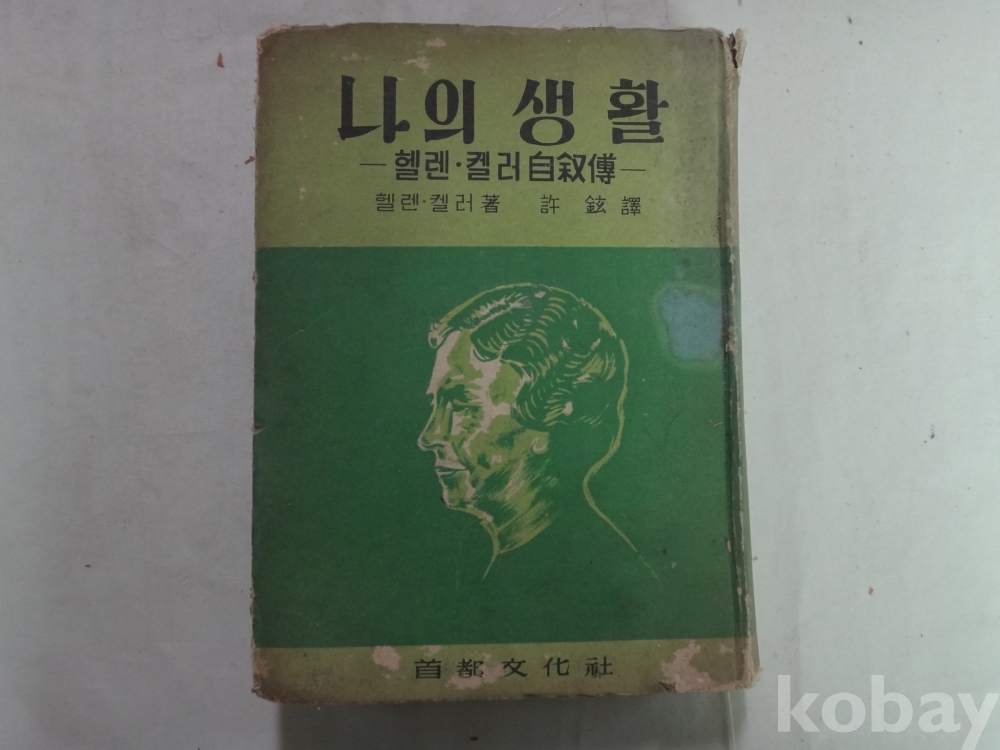 나의 생활
—헬렌·켈러自叙傳—
헬렌·켈러著 許鉉譯
首都文化社
kobay